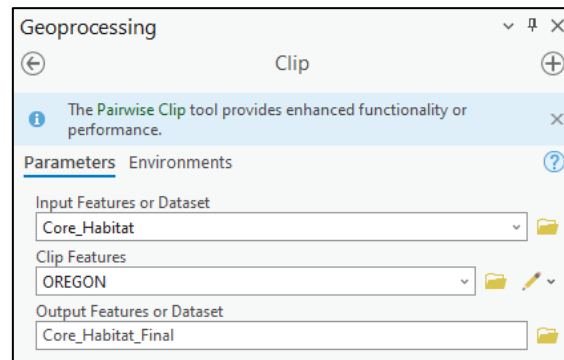 Geoprocessing
Clip
The Pairwise Clip tool provides enhanced functionality or
performance.
Parameters Environments
Input Features or Dataset
Core_Habitat
Clip Features
OREGON
Output Features or Dataset
Core_Habitat_Final